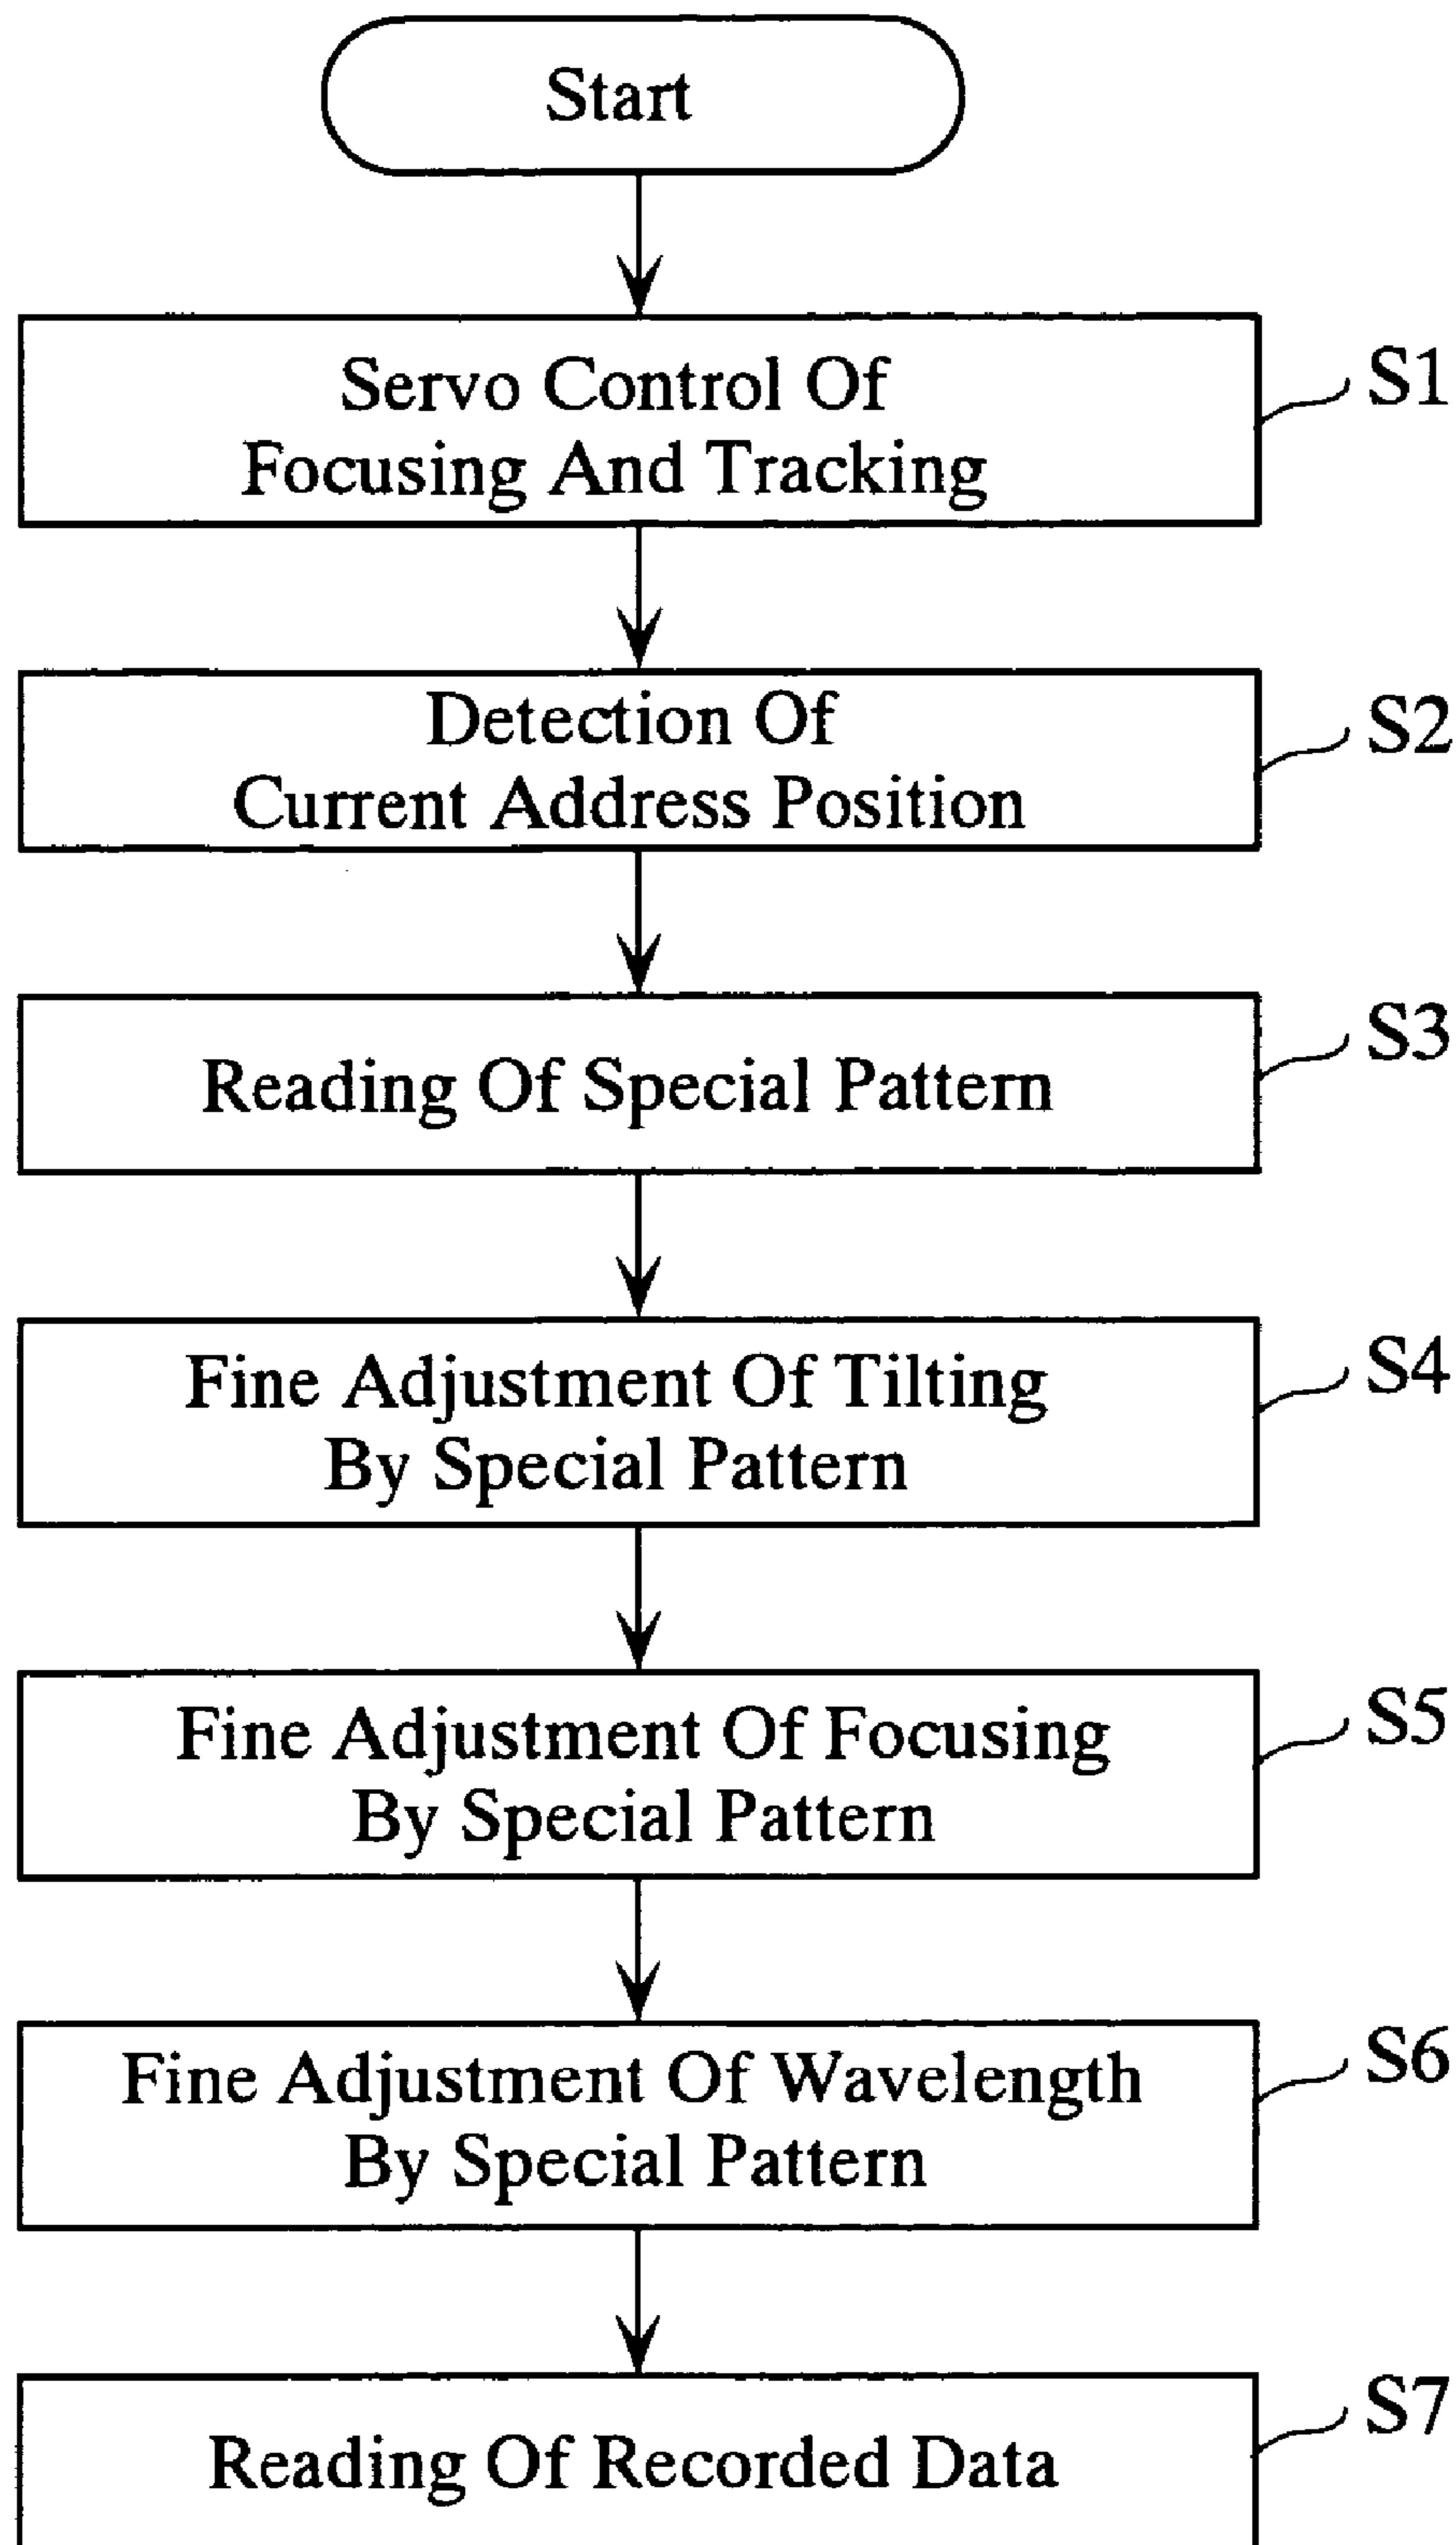 Start
Servo Control Of
Focusing And Tracking
S1
Detection Of
Current Address Position
S2
Reading Of Special Pattern
S3
Fine Adjustment Of Tilting
By Special Pattern
S4
Fine Adjustment Of Focusing
By Special Pattern
S5
Fine Adjustment Of Wavelength
By Special Pattern
S6
Reading Of Recorded Data
S7